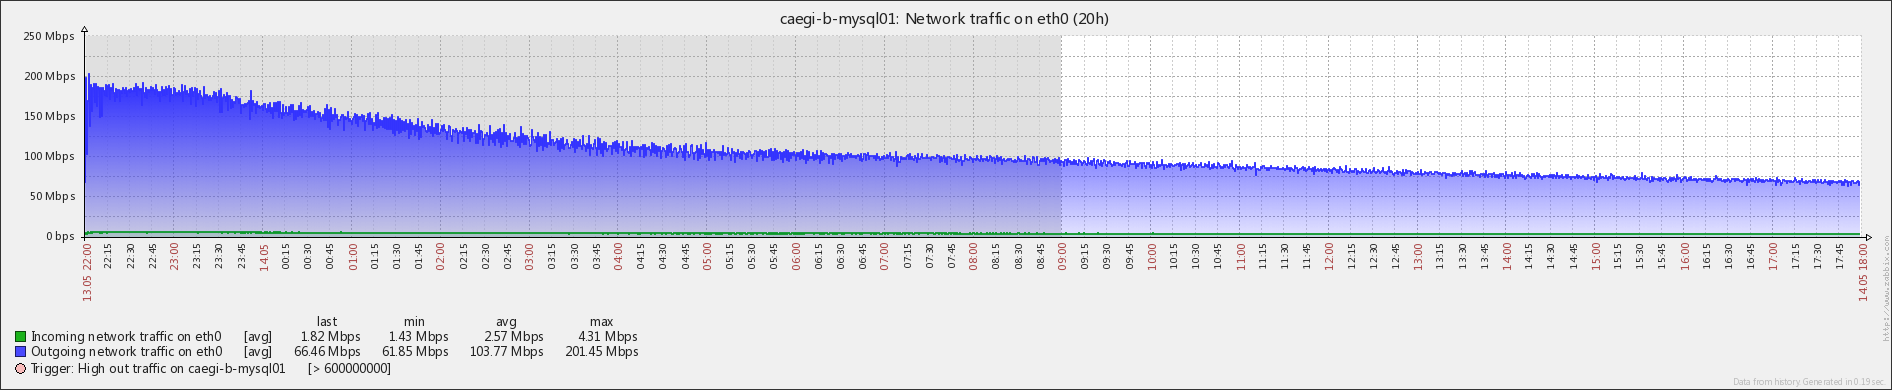 caegi-b-mysql01: Network traffic on eth0 (20h)
250 Mbps
200 Mbps
150 Mbps
100 Mbps
50 Mbps
0 bps
13.05 22:00 22:15 22:30 22:45 23:00 23:15 23:30 23:45 14.05 00:15 00:30 00:45 01:00 01:15 01:30 01:45 02:00 02:15 02:30 02:45 03:00 03:15 03:30 03:45 04:00 04:15 04:30 04:45 05:00 05:15 05:30 05:45 06:00 06:15 06:30 06:45 07:00 07:15 07:30 07:45 08:00 08:15 08:30 08:45 09:00 09:15 09:30 09:45 10:00 10:15 10:30 10:45 11:00 11:15 11:30 11:45 12:00 12:15 12:30 12:45 13:00 13:15 13:30 13:45 14:00 14:15 14:30 14:45 15:00 15:15 15:30 15:45 16:00 16:15 16:30 16:45 17:00 17:15 17:30 17:45 14.05 18:00
last min avg max
Incoming network traffic on eth0 [avg] 1.82 Mbps 1.43 Mbps 2.57 Mbps 4.31 Mbps
Outgoing network traffic on eth0 [avg] 66.46 Mbps 61.85 Mbps 103.77 Mbps 201.45 Mbps
Trigger: High out traffic on caegi-b-mysql01 [> 600000000]
http://www.zabbix.com
Data from history. Generated in 0.19 sec.